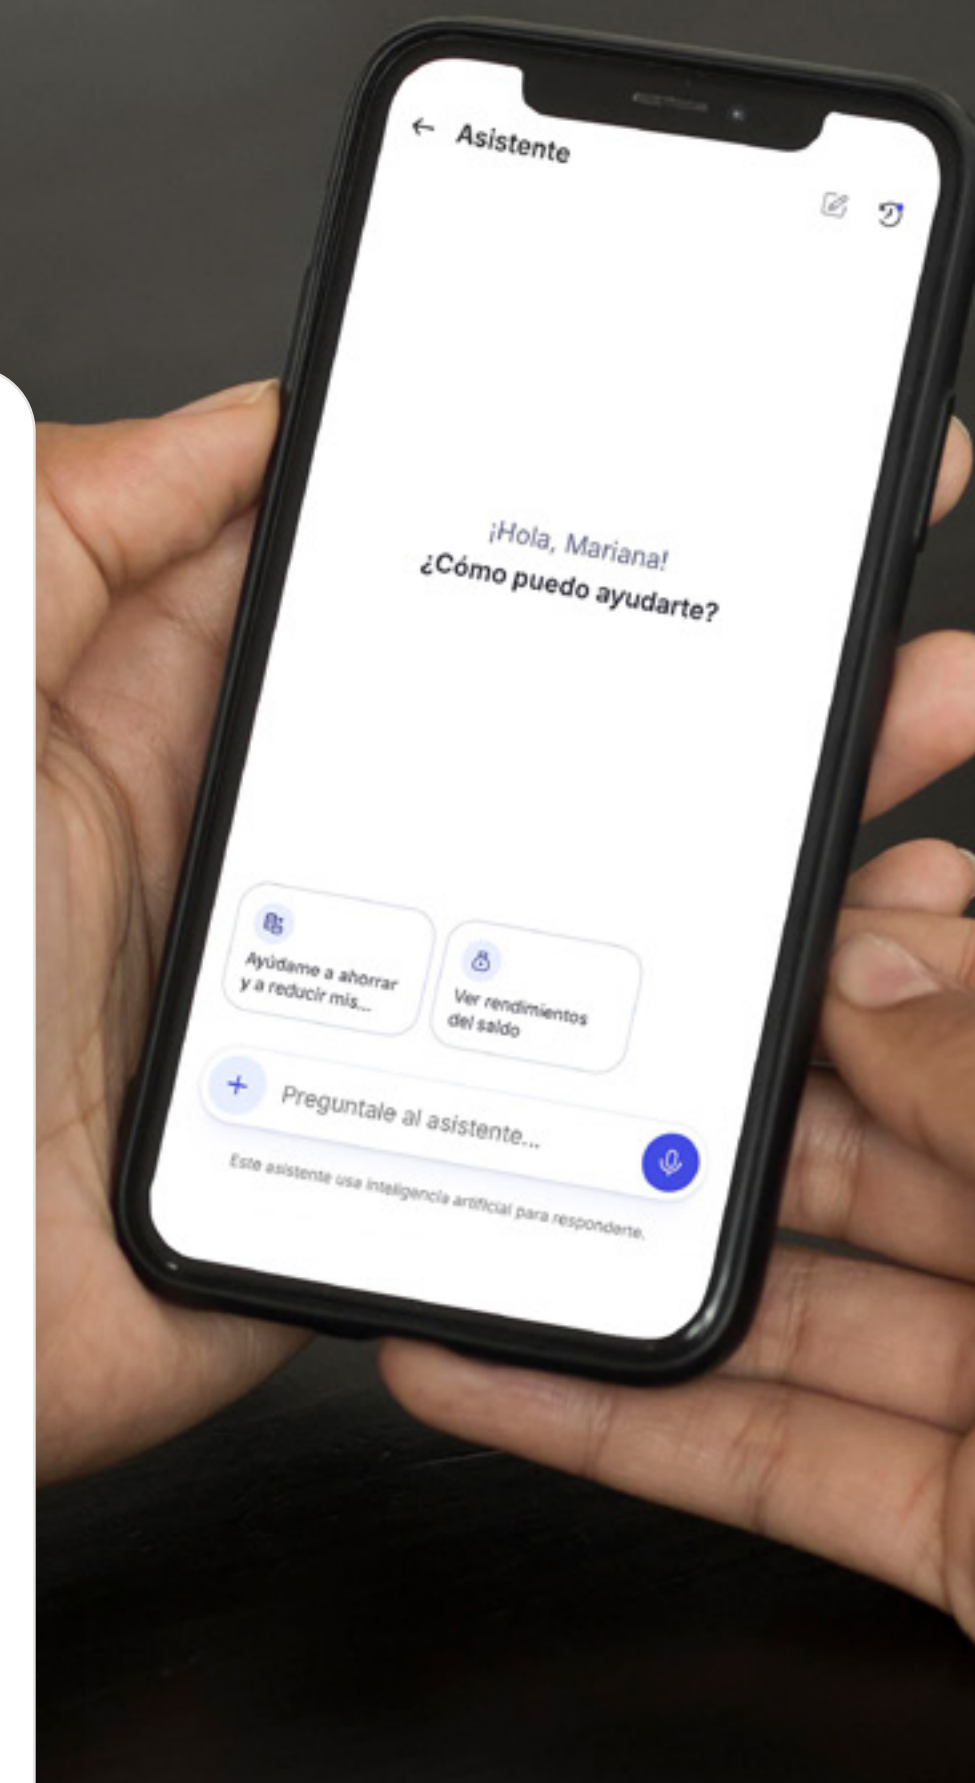 Asistente
¡Hola, Mariana!
¿Cómo puedo ayudarte?
Ayúdame a ahorrar
y a reducir mis...
Ver rendimientos
del saldo
Preguntale al asistente...
Este asistente usa inteligencia artificial para responderte.